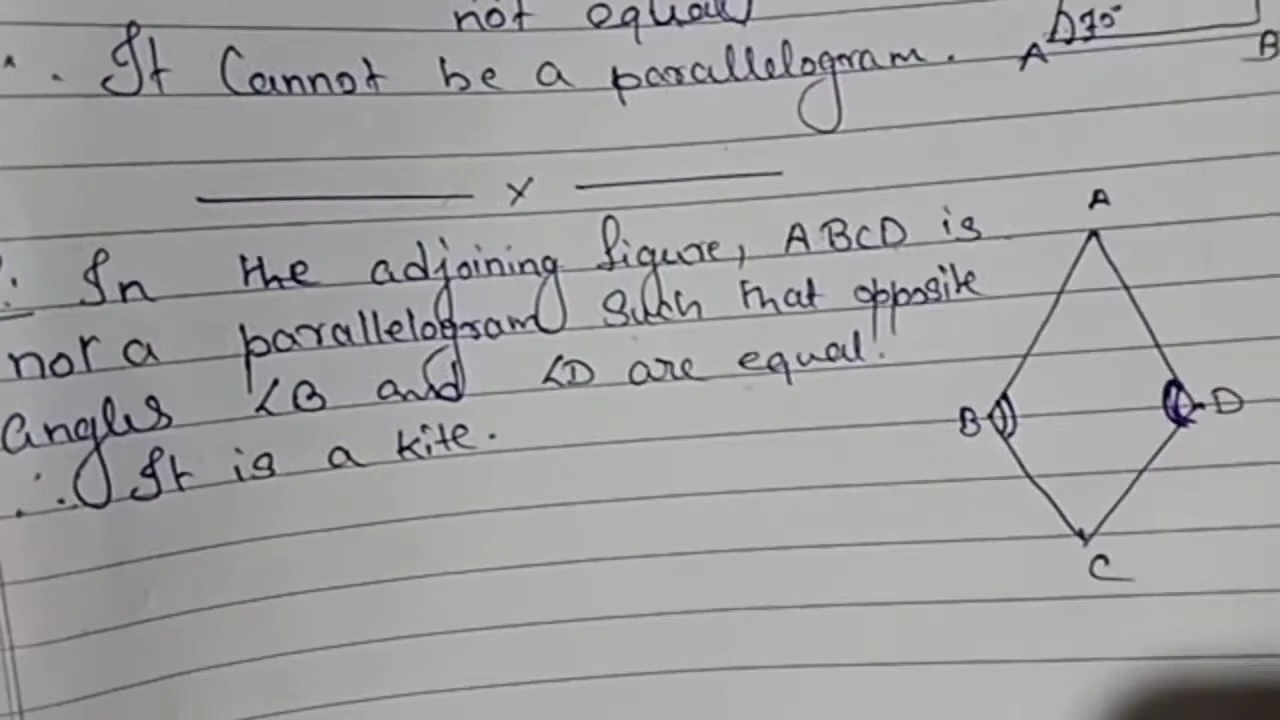 not equal
∴ It Cannot be a parallelogram.
A 70° B
x
In the adjoining figure, ABCD is
not a parallelogram such that opposite
angles ∠B and ∠D are equal.
∴ It is a kite.
A
B D
C